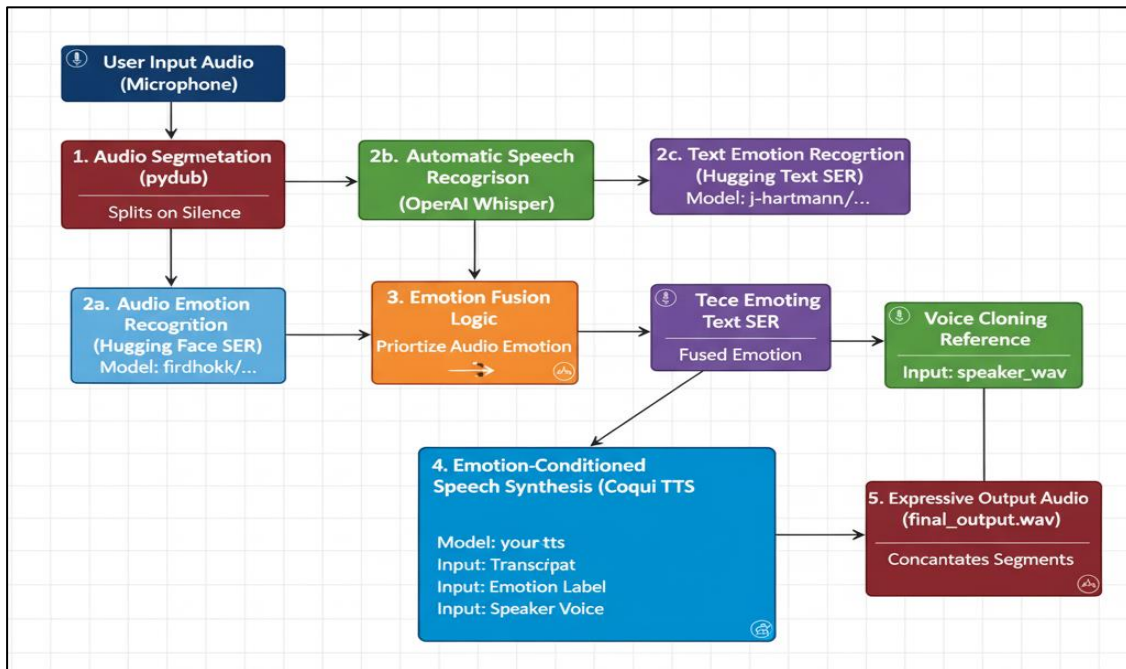 User Input Audio
(Microphone)
1. Audio Segmetation
(pydub)
Splits on Silence
2b. Automatic Speech
Recogrison
(OperAI Whisper)
2c. Text Emotion Recogrtion
(Hugging Text SER)
Model: j-hartmann/...
2a. Audio Emotion
Recogrition
(Hugging Face SER)
Model: firdhokk/...
3. Emotion Fusion
Logic
Priortize Audio Emotion
Tece Emoting
Text SER
Fused Emotion
Voice Cloning
Reference
Input: speaker_wav
4. Emotion-Conditioned
Speech Synthesis (Coqui TTS
Model: your tts
Input: Transcipat
Input: Emotion Label
Input: Speaker Voice
5. Expressive Output Audio
(final_output.wav)
Concantates Segments